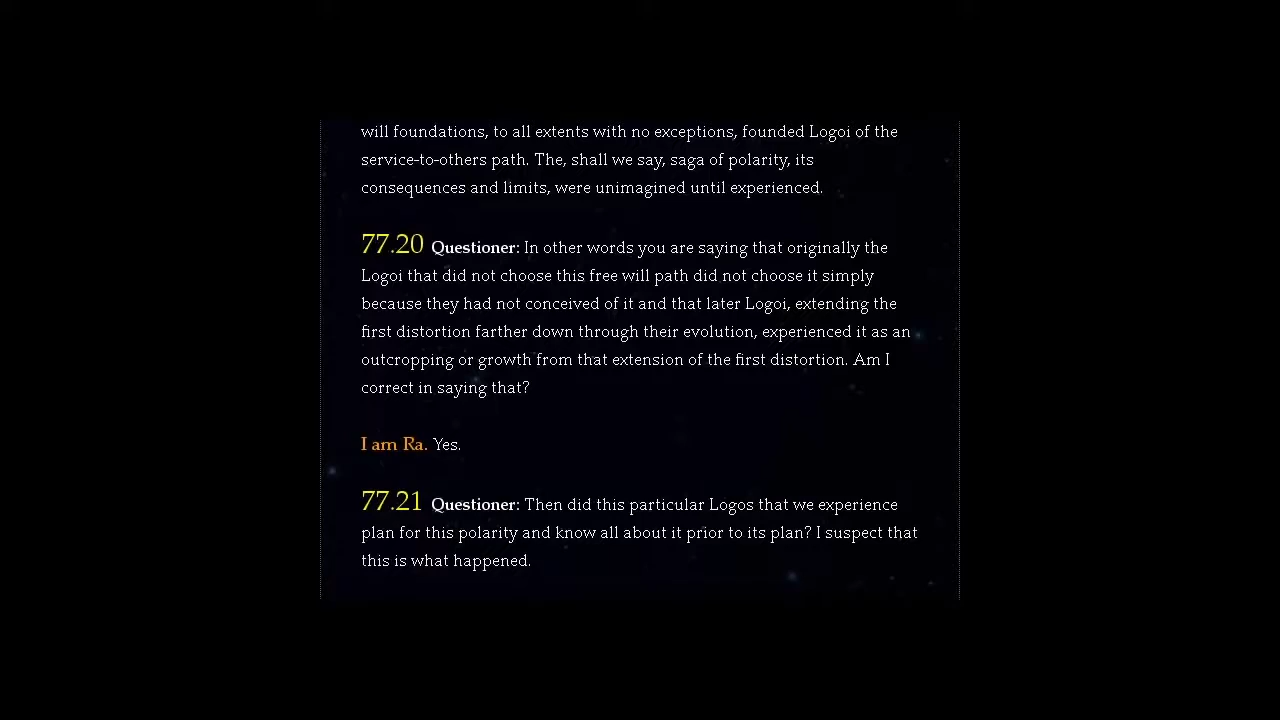 will foundations, to all extents with no exceptions, founded Logoi of the
service-to-others path. The, shall we say, saga of polarity, its
consequences and limits, were unimagined until experienced.
77.20 Questioner: In other words you are saying that originally the
Logoi that did not choose this free will path did not choose it simply
because they had not conceived of it and that later Logoi, extending the
first distortion farther down through their evolution, experienced it as an
outcropping or growth from that extension of the first distortion. Am I
correct in saying that?
I am Ra. Yes.
77.21 Questioner: Then did this particular Logos that we experience
plan for this polarity and know all about it prior to its plan? I suspect that
this is what happened.